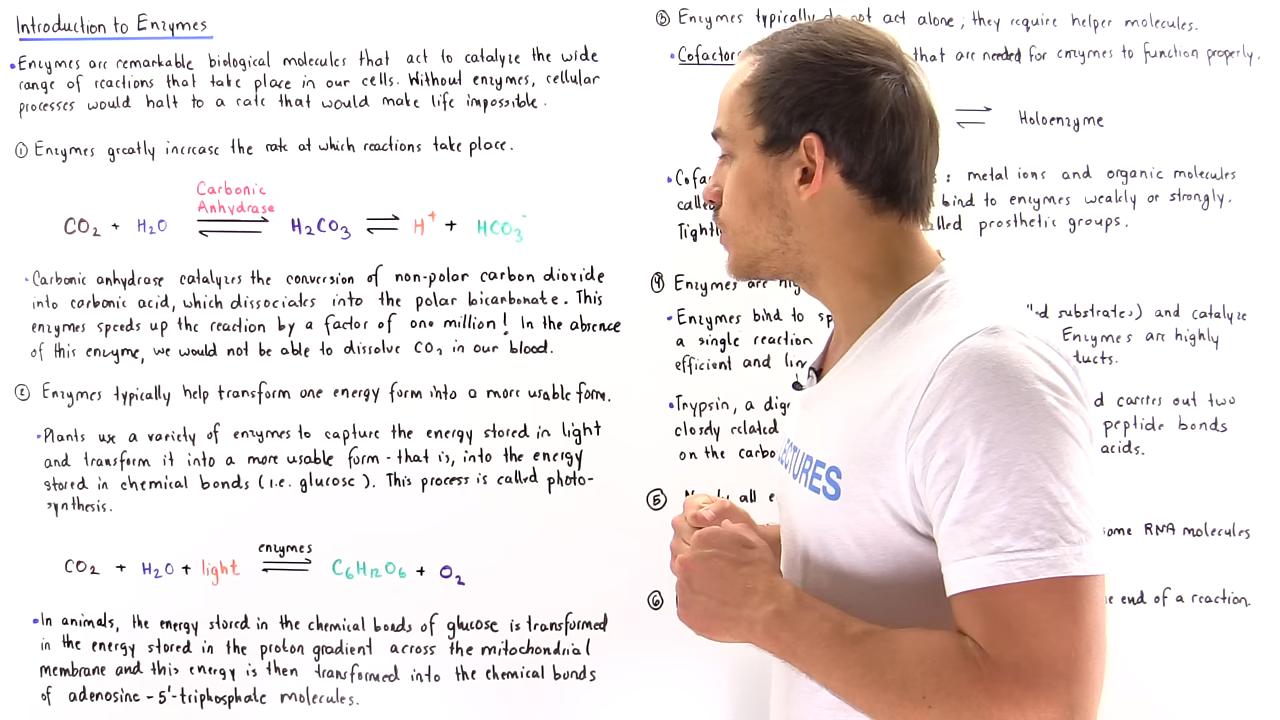 Introduction to Enzymes
• Enzymes are remarkable biological molecules that act to catalyze the wide
range of reactions that take place in our cells. Without enzymes, cellular
processes would halt to a rate that would make life impossible.
① Enzymes greatly increase the rate at which reactions take place.
Carbonic
Anhydrase
CO₂ + H₂O ⇌ H₂CO₃ ⇌ H⁺ + HCO₃⁻
• Carbonic anhydrase catalyzes the conversion of non-polar carbon dioxide
into carbonic acid, which dissociates into the polar bicarbonate. This
enzymes speeds up the reaction by a factor of one million! In the absence
of this enzyme, we would not be able to dissolve CO₂ in our blood.
② Enzymes typically help transform one energy form into a more usable form.
• Plants use a variety of enzymes to capture the energy stored in light
and transform it into a more usable form - that is, into the energy
stored in chemical bonds (i.e. glucose). This process is called photo-
synthesis.
enzymes
CO₂ + H₂O + light ⇌ C₆H₁₂O₆ + O₂
• In animals, the energy stored in the chemical bonds of glucose is transformed
in the energy stored in the proton gradient across the mitochondrial
membrane and this energy is then transformed into the chemical bonds
of adenosine-5'-triphosphate molecules.
③ Enzymes typically do not act alone; they require helper molecules.
• Cofactor that are needed for enzymes to function properly.
⇌ Holoenzyme
• : metal ions and organic molecules
bind to enzymes weakly or strongly.
prosthetic groups.
④ Enzymes are
• Enzymes bind to substrates) and catalyze
a single reaction Enzymes are highly
efficient and
• Trypsin, a carries out two
closely related peptide bonds
on the acids.
⑤ all
some RNA molecules
⑥ end of a reaction.
LECTURES